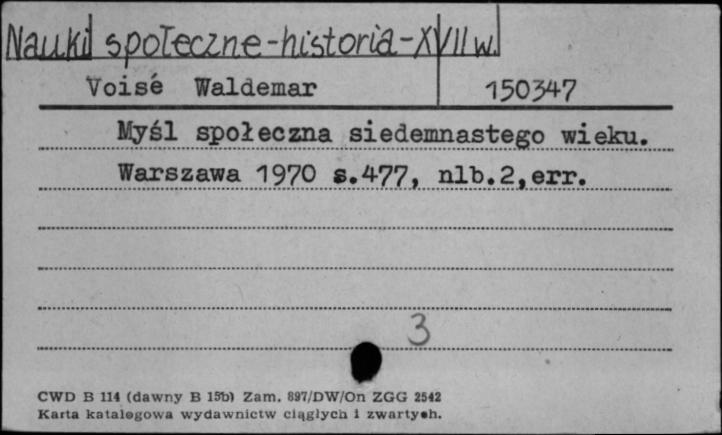 Nauki społeczne-historia-XVII w.
Voisé Waldemar 150347
Myśl społeczna siedemnastego wieku.
Warszawa 1970 s.477, nlb.2,err.
3
CWD B 114 (dawny B 15b) Zam. 897/DW/On ZGG 2542
Karta katalogowa wydawnictw ciągłych i zwartych.